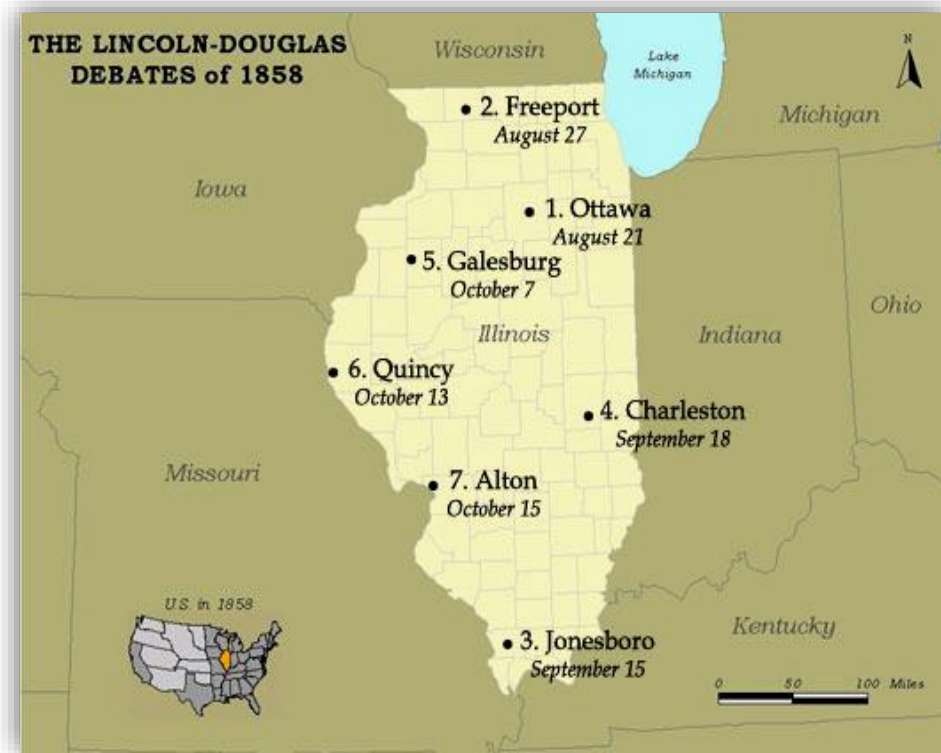 THE LINCOLN-DOUGLAS
DEBATES of 1858
Wisconsin
Lake
Michigan
N
Michigan
2. Freeport
August 27
Iowa
1. Ottawa
August 21
5. Galesburg
October 7
Ohio
Illinois
Indiana
6. Quincy
October 13
4. Charleston
September 18
Missouri
7. Alton
October 15
U.S. in 1858
Kentucky
3. Jonesboro
September 15
0 50 100 Miles